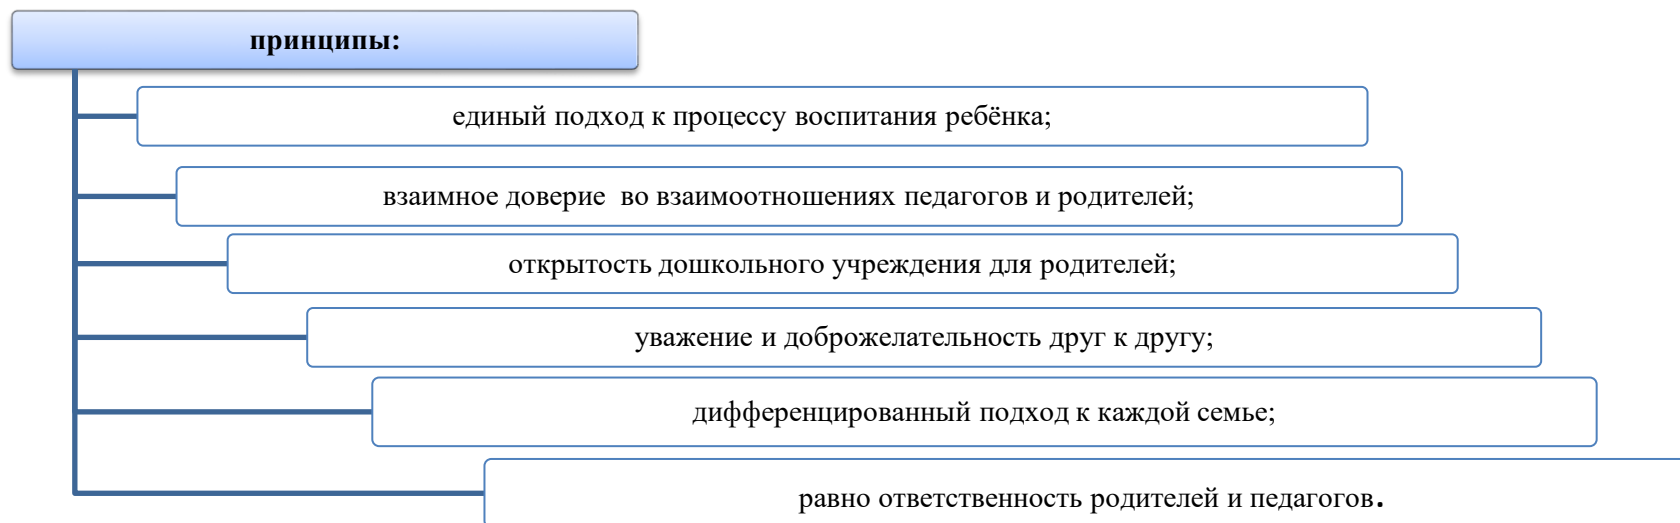 принципы:
единый подход к процессу воспитания ребёнка;
взаимное доверие  во взаимоотношениях педагогов и родителей;
открытость дошкольного учреждения для родителей;
уважение и доброжелательность друг к другу;
дифференцированный подход к каждой семье;
равно ответственность родителей и педагогов.